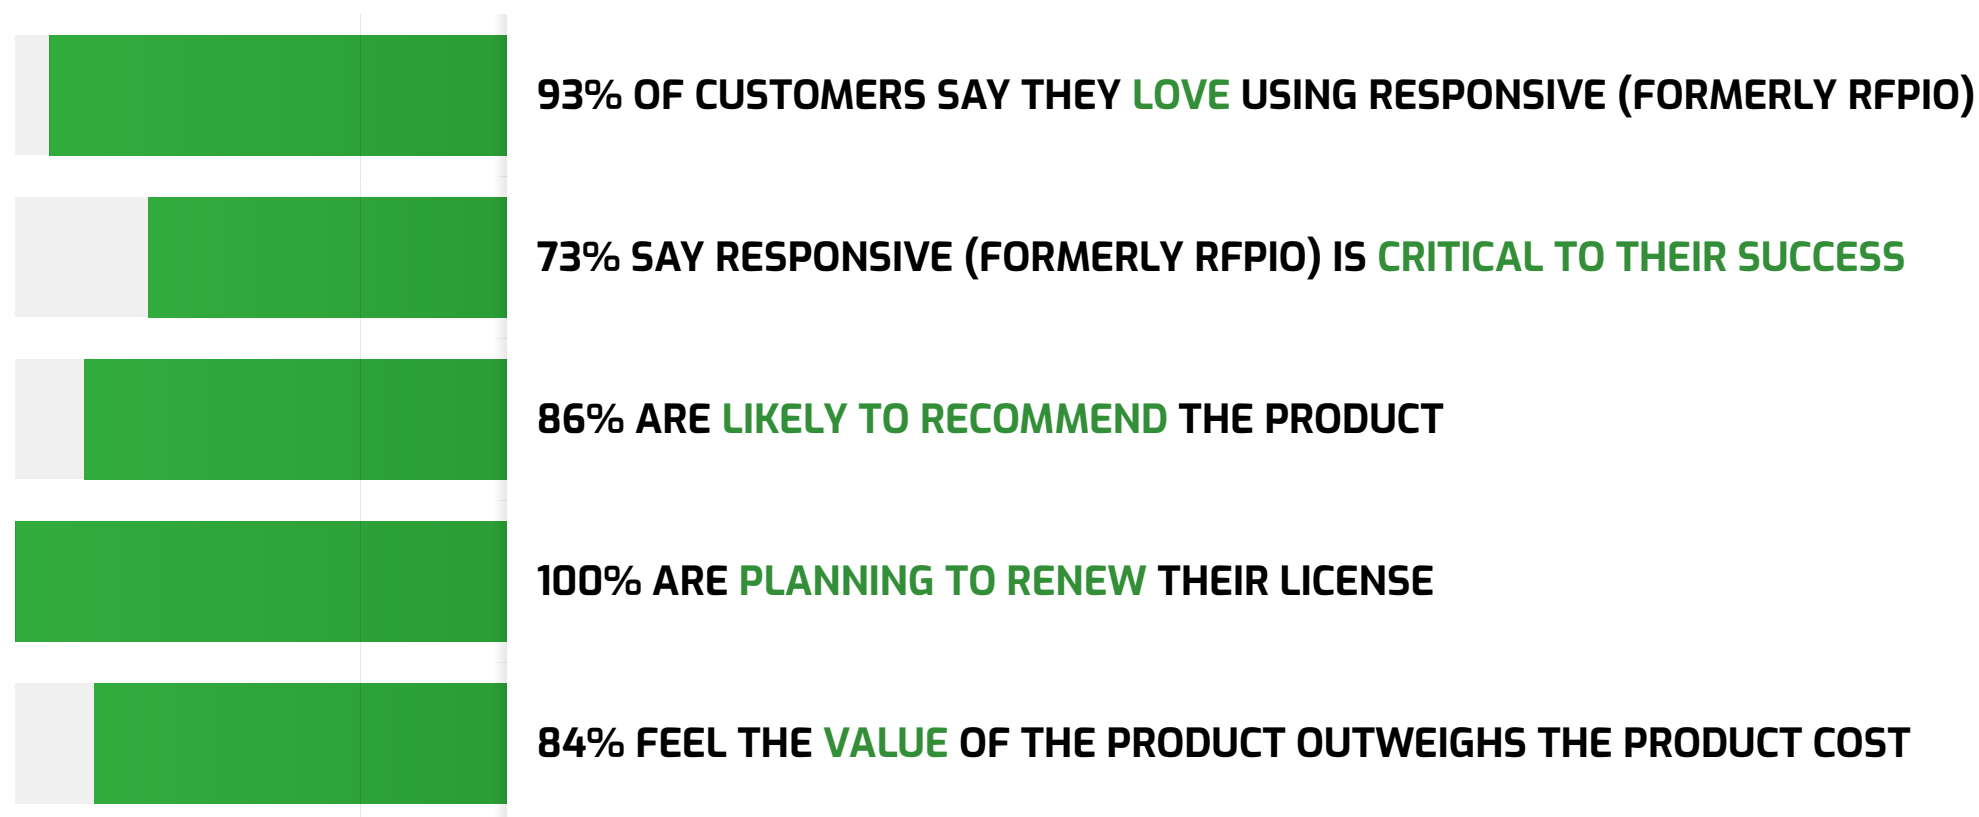 93% OF CUSTOMERS SAY THEY LOVE USING RESPONSIVE (FORMERLY RFPIO)
73% SAY RESPONSIVE (FORMERLY RFPIO) IS CRITICAL TO THEIR SUCCESS
86% ARE LIKELY TO RECOMMEND THE PRODUCT
100% ARE PLANNING TO RENEW THEIR LICENSE
84% FEEL THE VALUE OF THE PRODUCT OUTWEIGHS THE PRODUCT COST